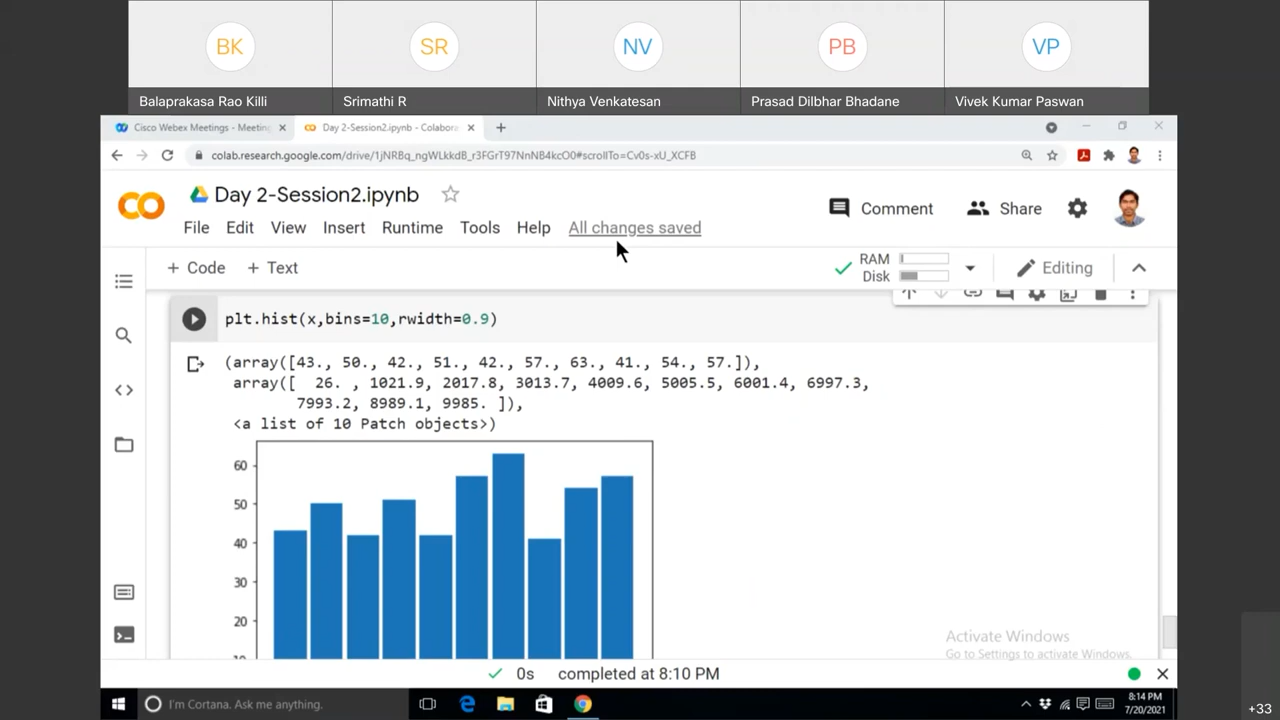 BK SR NV PB VP
Balaprakasa Rao Killi Srimathi R Nithya Venkatesan Prasad Dilbhar Bhadane Vivek Kumar Paswan
Cisco Webex Meetings - Meeting Day 2-Session2.ipynb - Colabora
colab.research.google.com/drive/1jNRBq_ngWLkkdB_r3FGrT97NnNB4kcO0#scrollTo=Cv0s-xU_XCFB
CO Day 2-Session2.ipynb Comment Share
File Edit View Insert Runtime Tools Help All changes saved
+ Code + Text RAM Disk Editing
plt.hist(x,bins=10,rwidth=0.9)
(array([43., 50., 42., 51., 42., 57., 63., 41., 54., 57.]),
array([ 26. , 1021.9, 2017.8, 3013.7, 4009.6, 5005.5, 6001.4, 6997.3,
7993.2, 8989.1, 9985. ]),
<a list of 10 Patch objects>)
60
50
40
30
20
10
Activate Windows
Go to Settings to activate Windows.
0s completed at 8:10 PM
I'm Cortana. Ask me anything.
8:14 PM
7/20/2021
+33